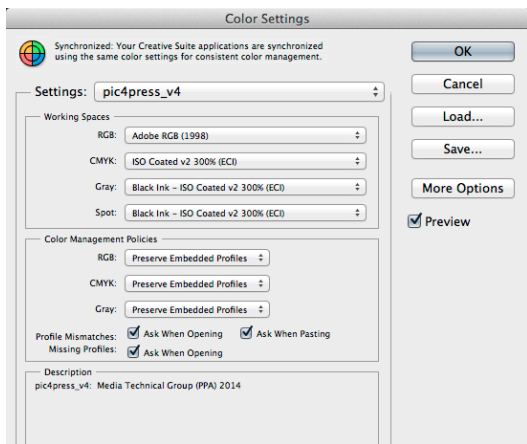 Color Settings
Synchronized: Your Creative Suite applications are synchronized
using the same color settings for consistent color management.
OK
Cancel
Load...
Save...
More Options
Preview
Settings: pic4press_v4
Working Spaces
RGB: Adobe RGB (1998)
CMYK: ISO Coated v2 300% (ECI)
Gray: Black Ink - ISO Coated v2 300% (ECI)
Spot: Black Ink - ISO Coated v2 300% (ECI)
Color Management Policies
RGB: Preserve Embedded Profiles
CMYK: Preserve Embedded Profiles
Gray: Preserve Embedded Profiles
Profile Mismatches: Ask When Opening Ask When Pasting
Missing Profiles: Ask When Opening
Description
pic4press_v4: Media Technical Group (PPA) 2014